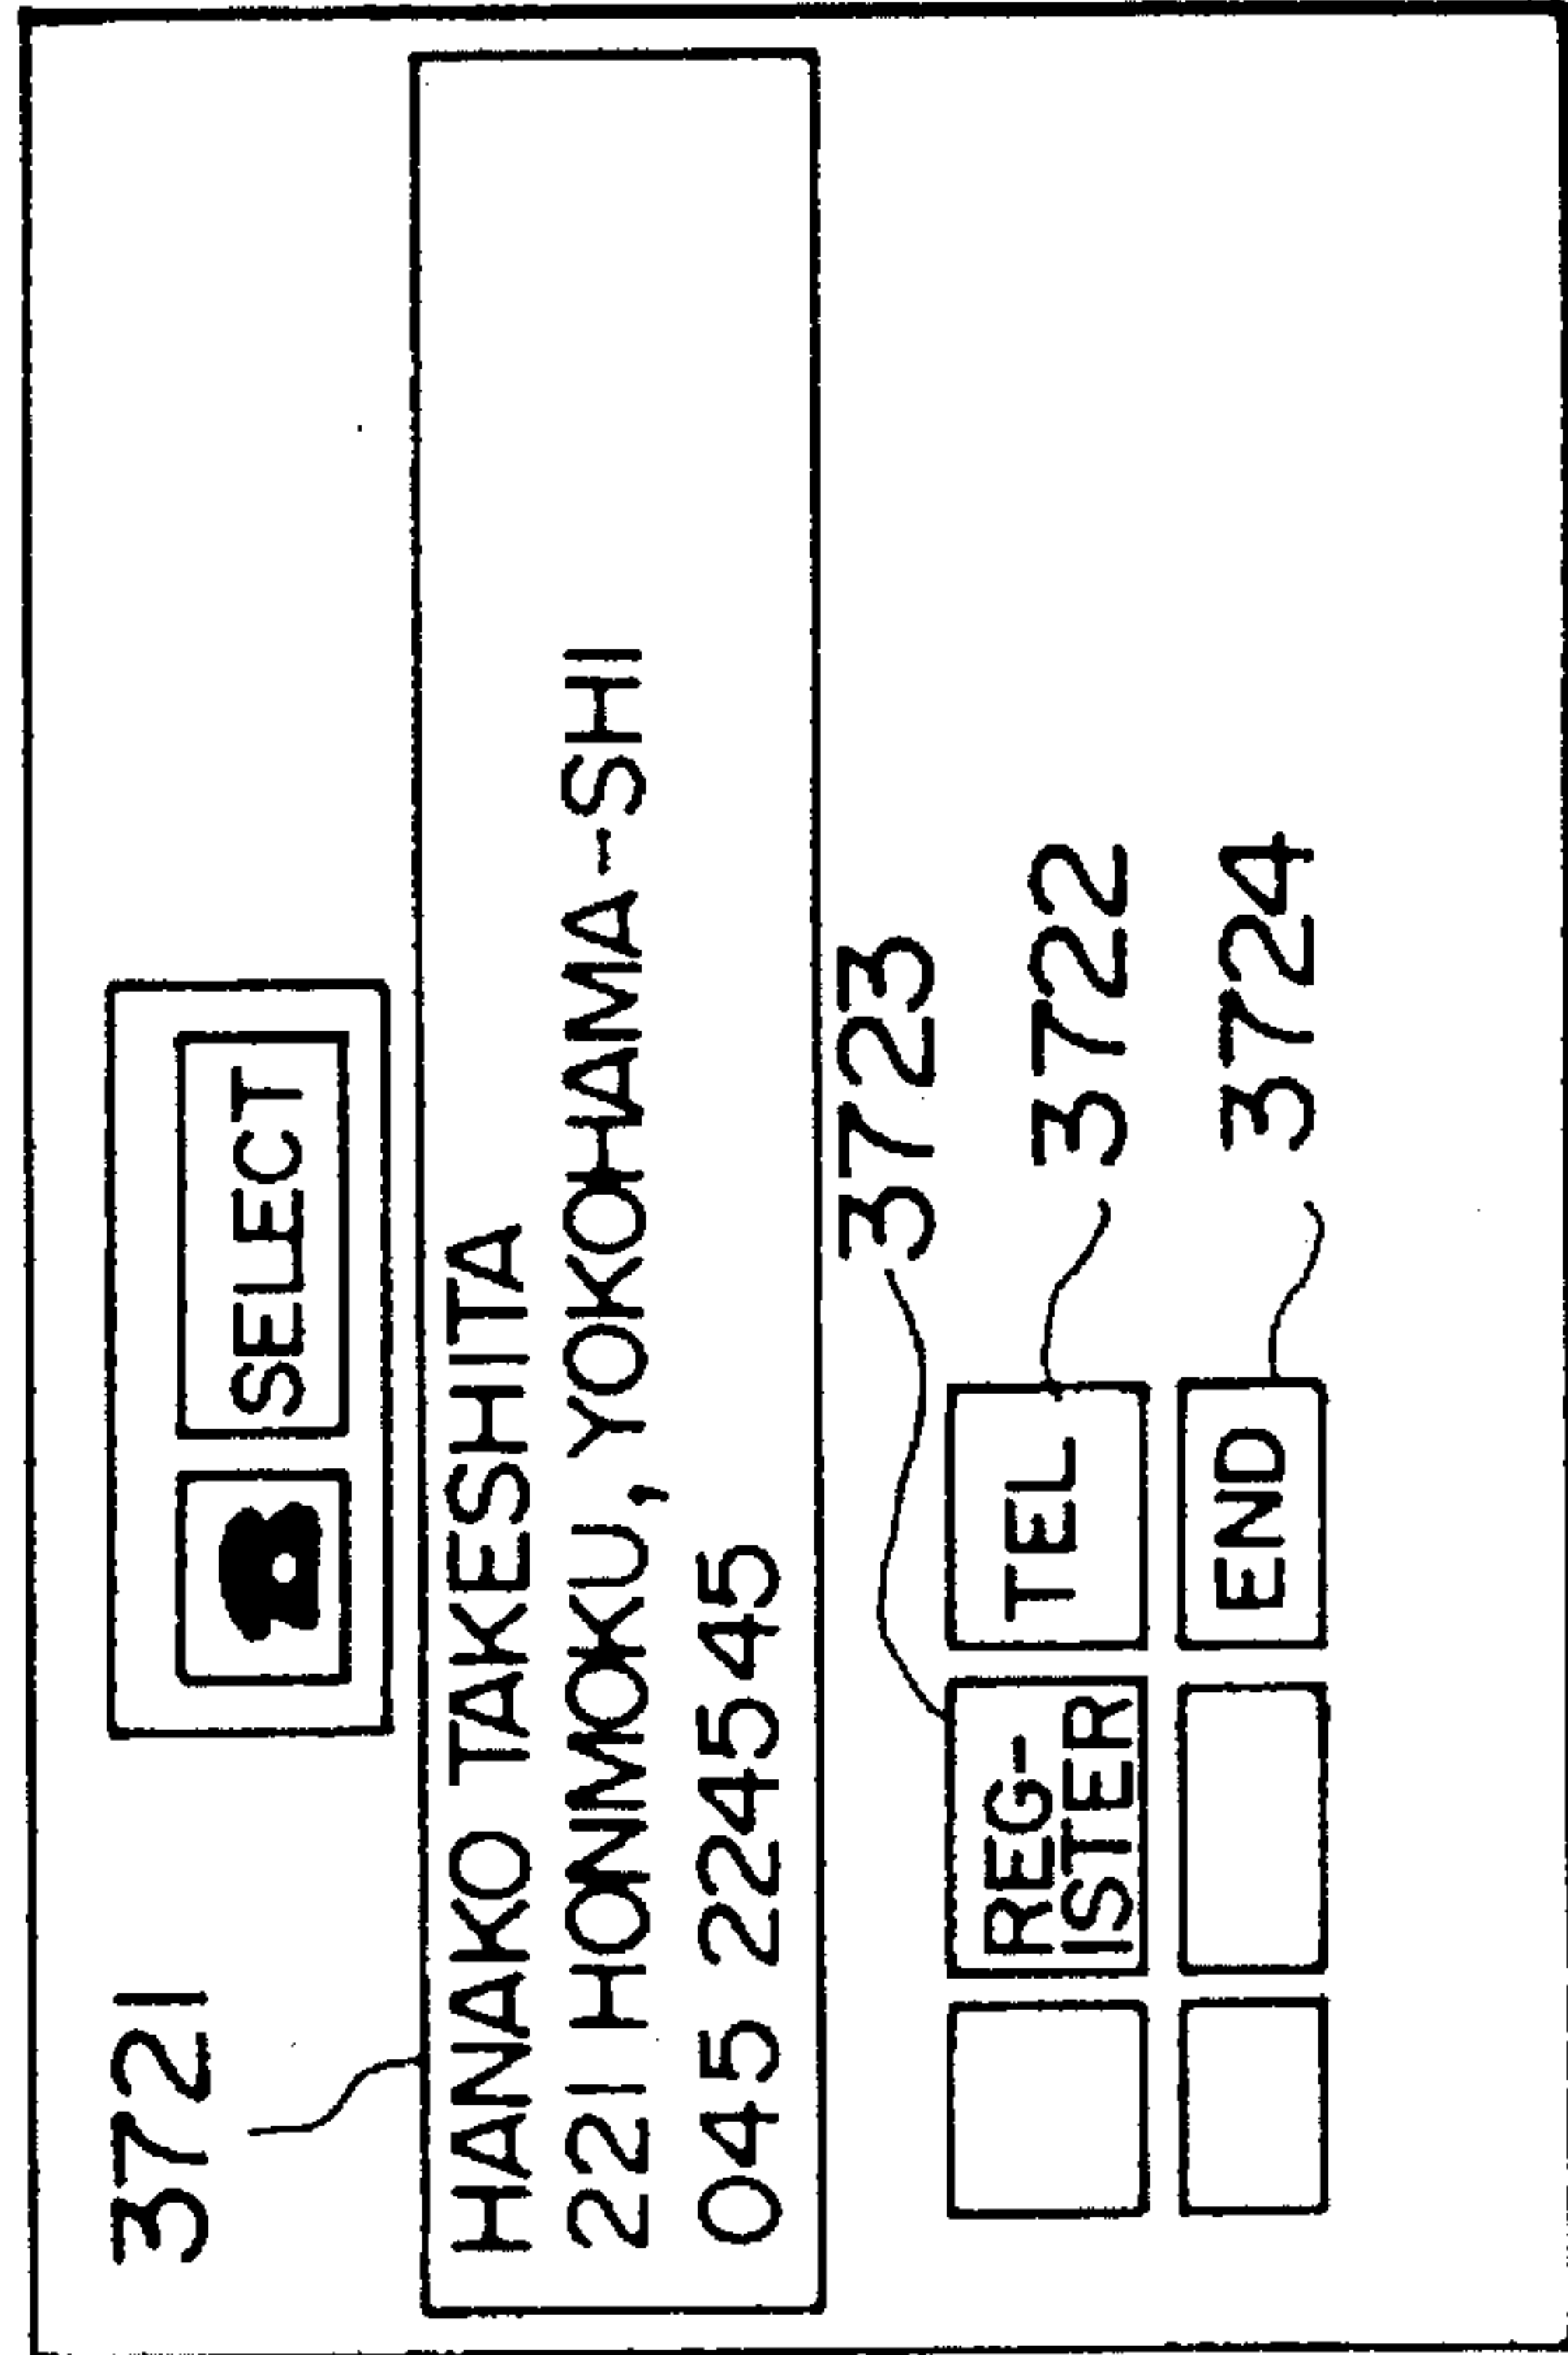 3721
SELECT
HANAKO TAKESHITA
221 HONMOKU, YOKOHAMA-SHI
045 224545
3723
REG-
ISTER
TEL
3722
END
3724